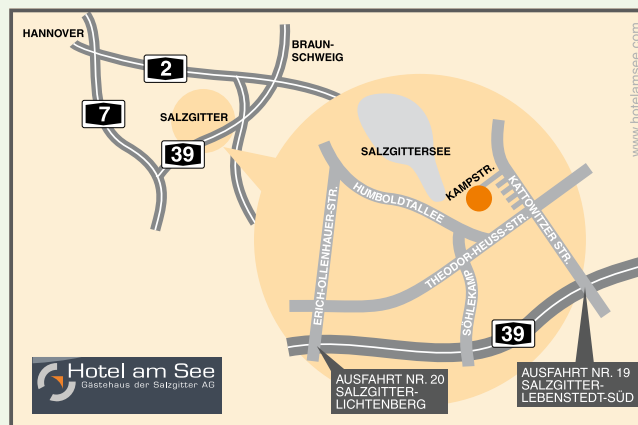 HANNOVER
BRAUN-
SCHWEIG
2
7
SALZGITTER
39
SALZGITTERSEE
KAMPSTR.
HUMBOLDTALLEE
KATTOWITZER STR.
ERICH-OLLENHAUER-STR.
THEODOR-HEUSS-STR.
SÖHLEKAMP
39
AUSFAHRT NR. 20
SALZGITTER-
LICHTENBERG
AUSFAHRT NR. 19
SALZGITTER-
LEBENSTEDT-SÜD
Hotel am See
Gästehaus der Salzgitter AG
www.hotelamsee.com